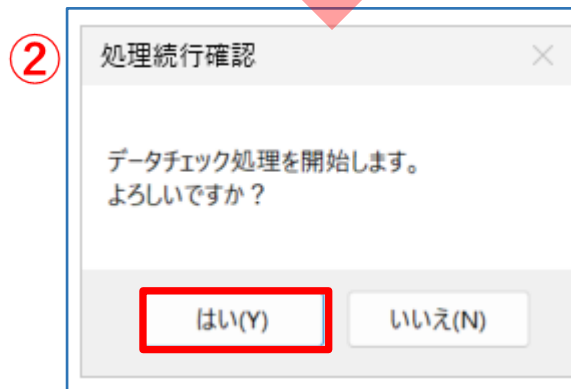 ②
処理続行確認
データチェック処理を開始します。
よろしいですか？
はい(Y)
いいえ(N)